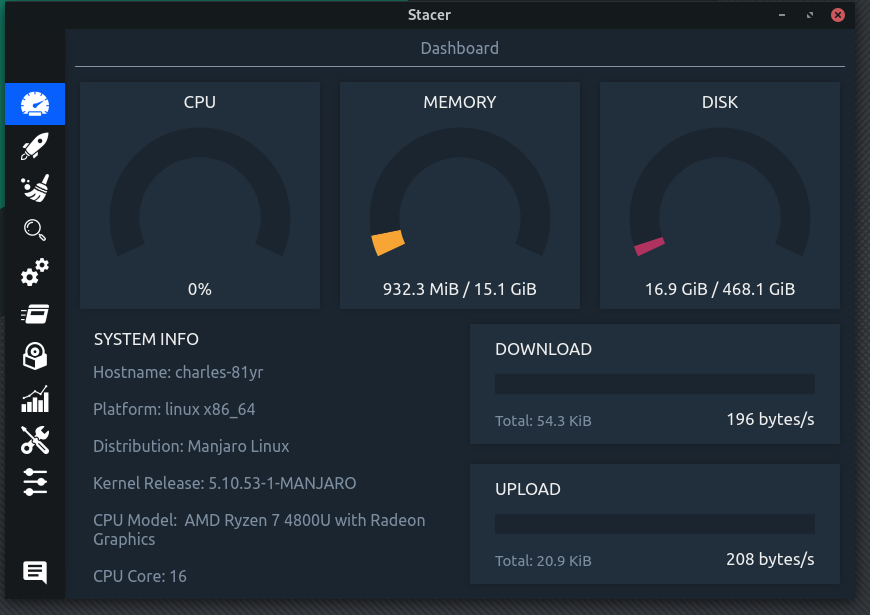 Stacer
Dashboard
CPU
MEMORY
DISK
0%
932.3 MiB / 15.1 GiB
16.9 GiB / 468.1 GiB
SYSTEM INFO
Hostname: charles-81yr
Platform: linux x86_64
Distribution: Manjaro Linux
Kernel Release: 5.10.53-1-MANJARO
CPU Model:  AMD Ryzen 7 4800U with Radeon
Graphics
CPU Core: 16
DOWNLOAD
Total: 54.3 KiB
196 bytes/s
UPLOAD
Total: 20.9 KiB
208 bytes/s